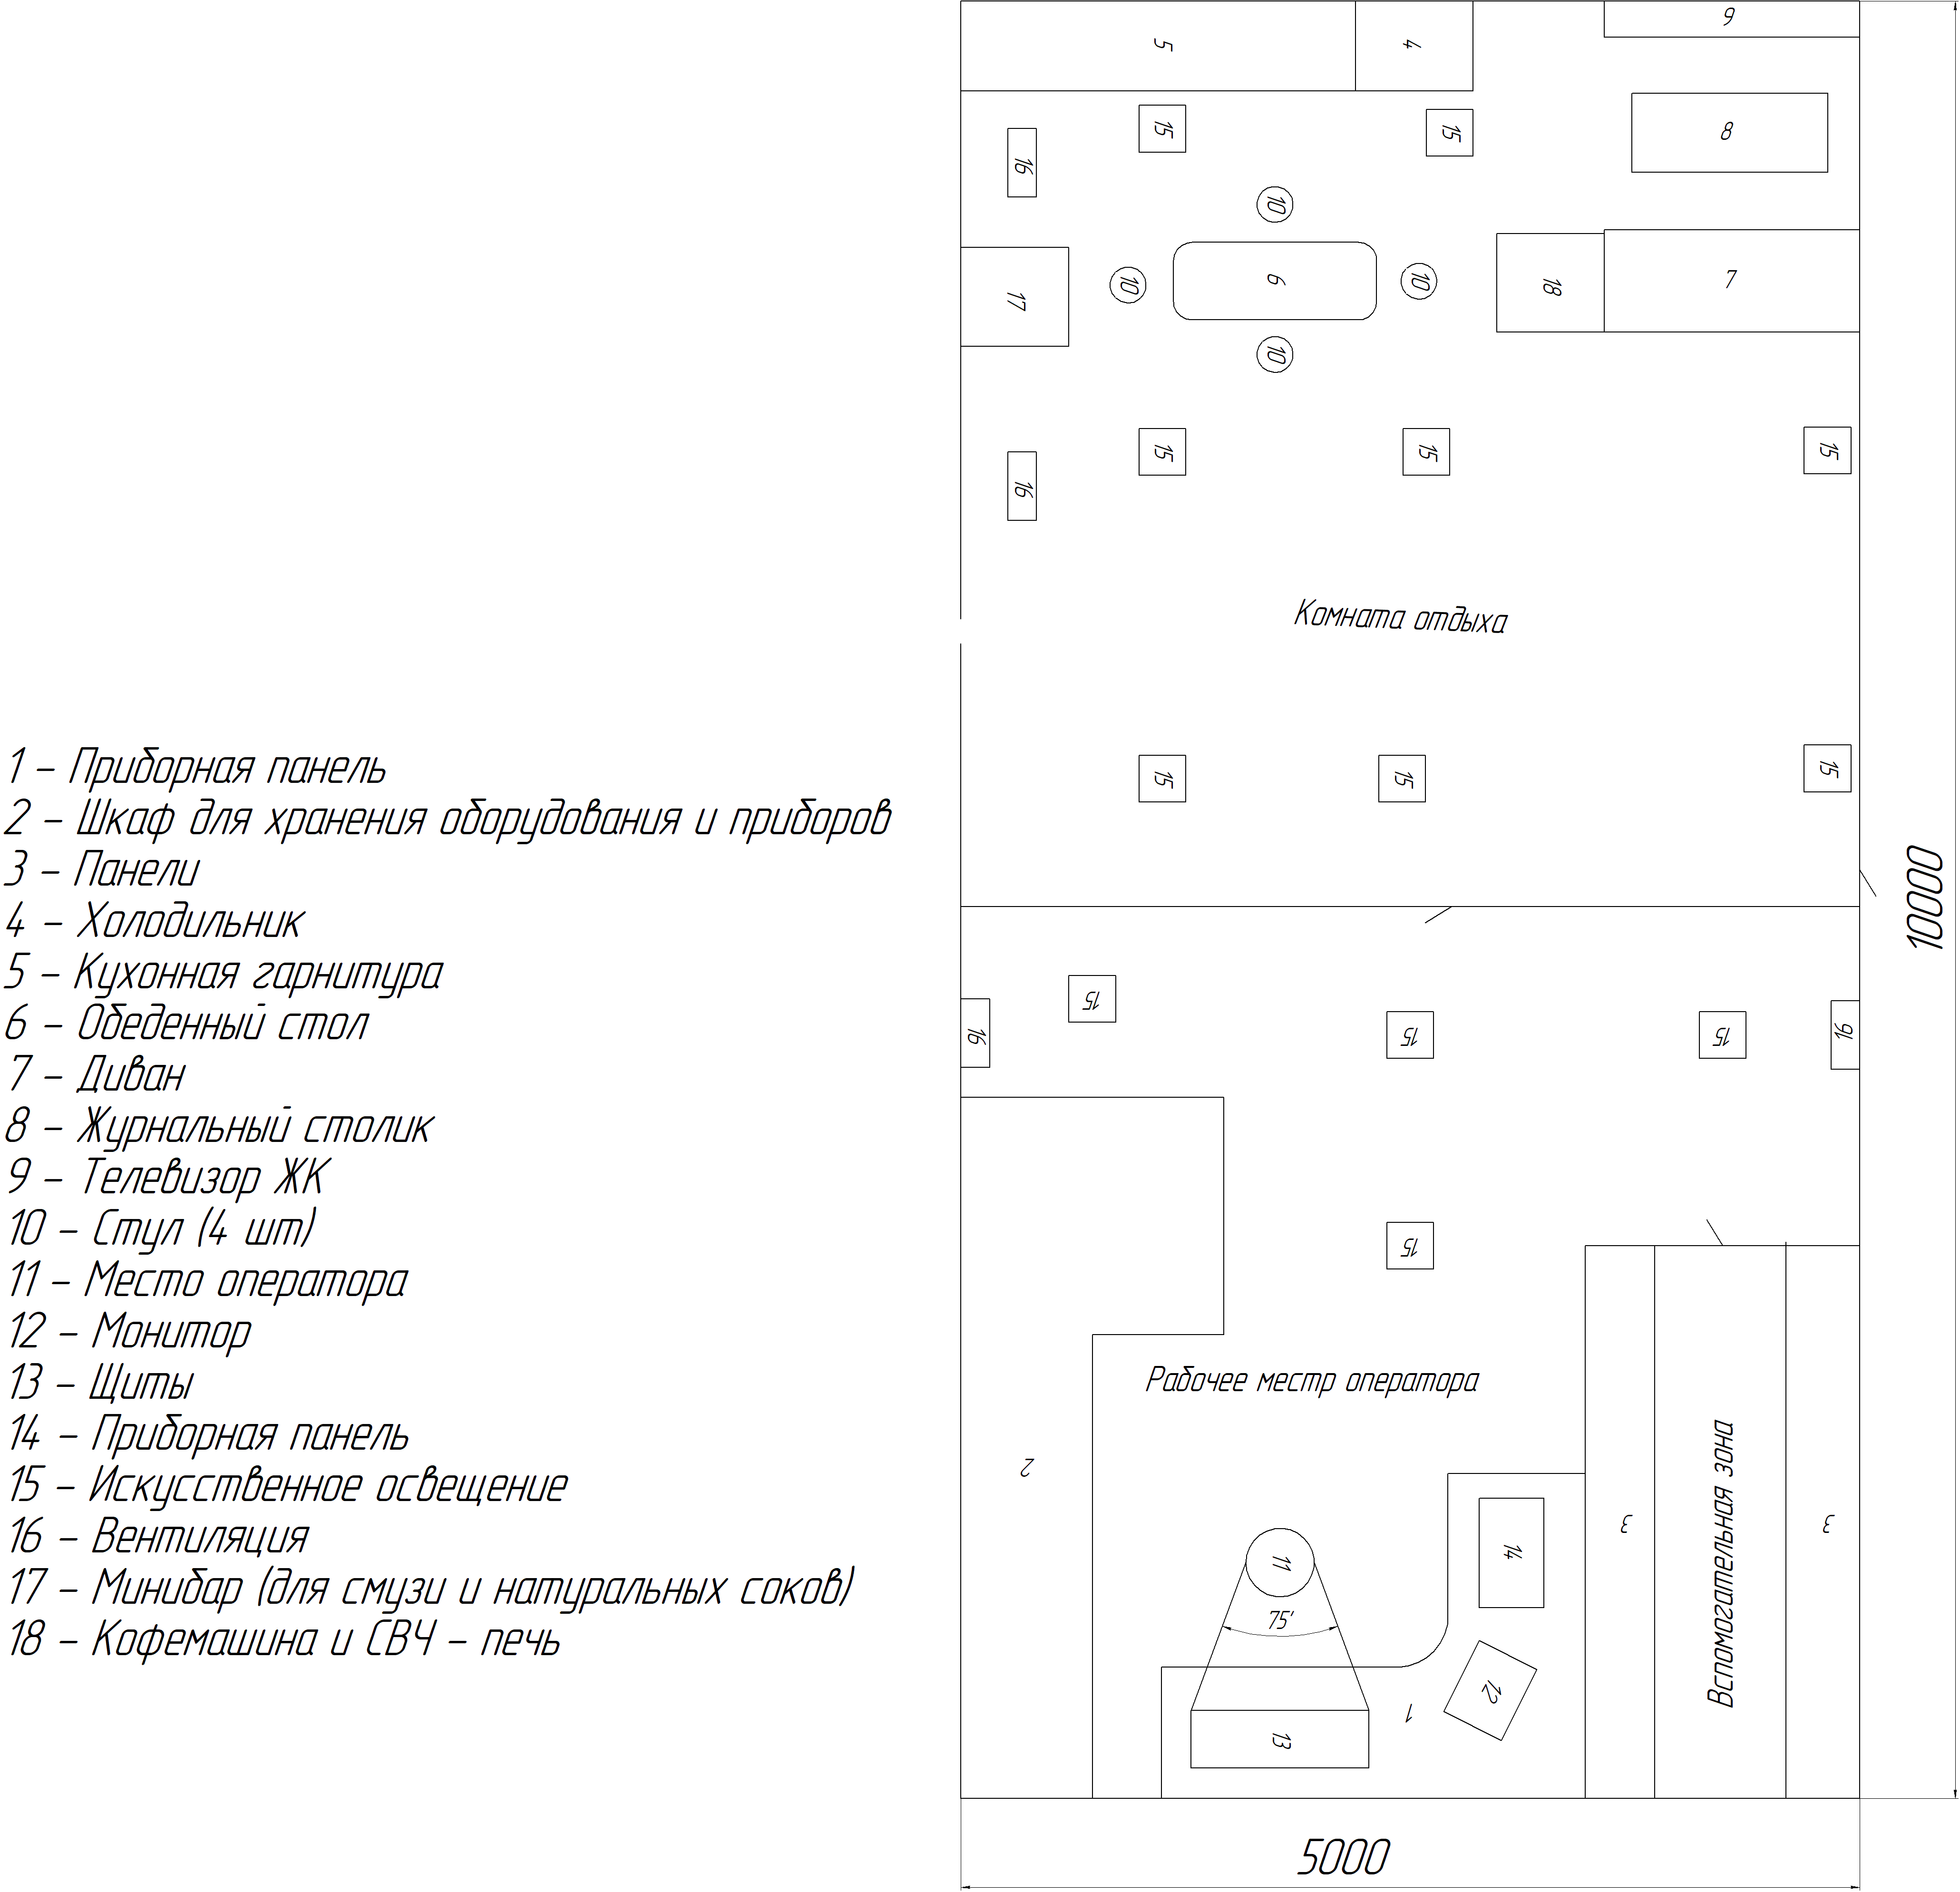 5
4
9
15
15
8
16
10
10
6
10
18
7
17
10
15
15
15
16
Комната отдыха
15
15
15
1 – Приборная панель
2 – Шкаф для хранения оборудования и приборов
3 – Панели
4 – Холодильник
5 – Кухонная гарнитура
6 – Обеденный стол
7 – Диван
8 – Журнальный столик
9 – Телевизор ЖК
10 – Стул (4 шт)
11 – Место оператора
12 – Монитор
13 – Щиты
14 – Приборная панель
15 – Искусственное освещение
16 – Вентиляция
17 – Минибар (для смузи и натуральных соков)
18 – Кофемашина и СВЧ – печь
10000
15
16
15
15
16
15
Рабочее местр оператора
2
3
Вспомогательная зона
3
11
14
75'
12
1
13
5000